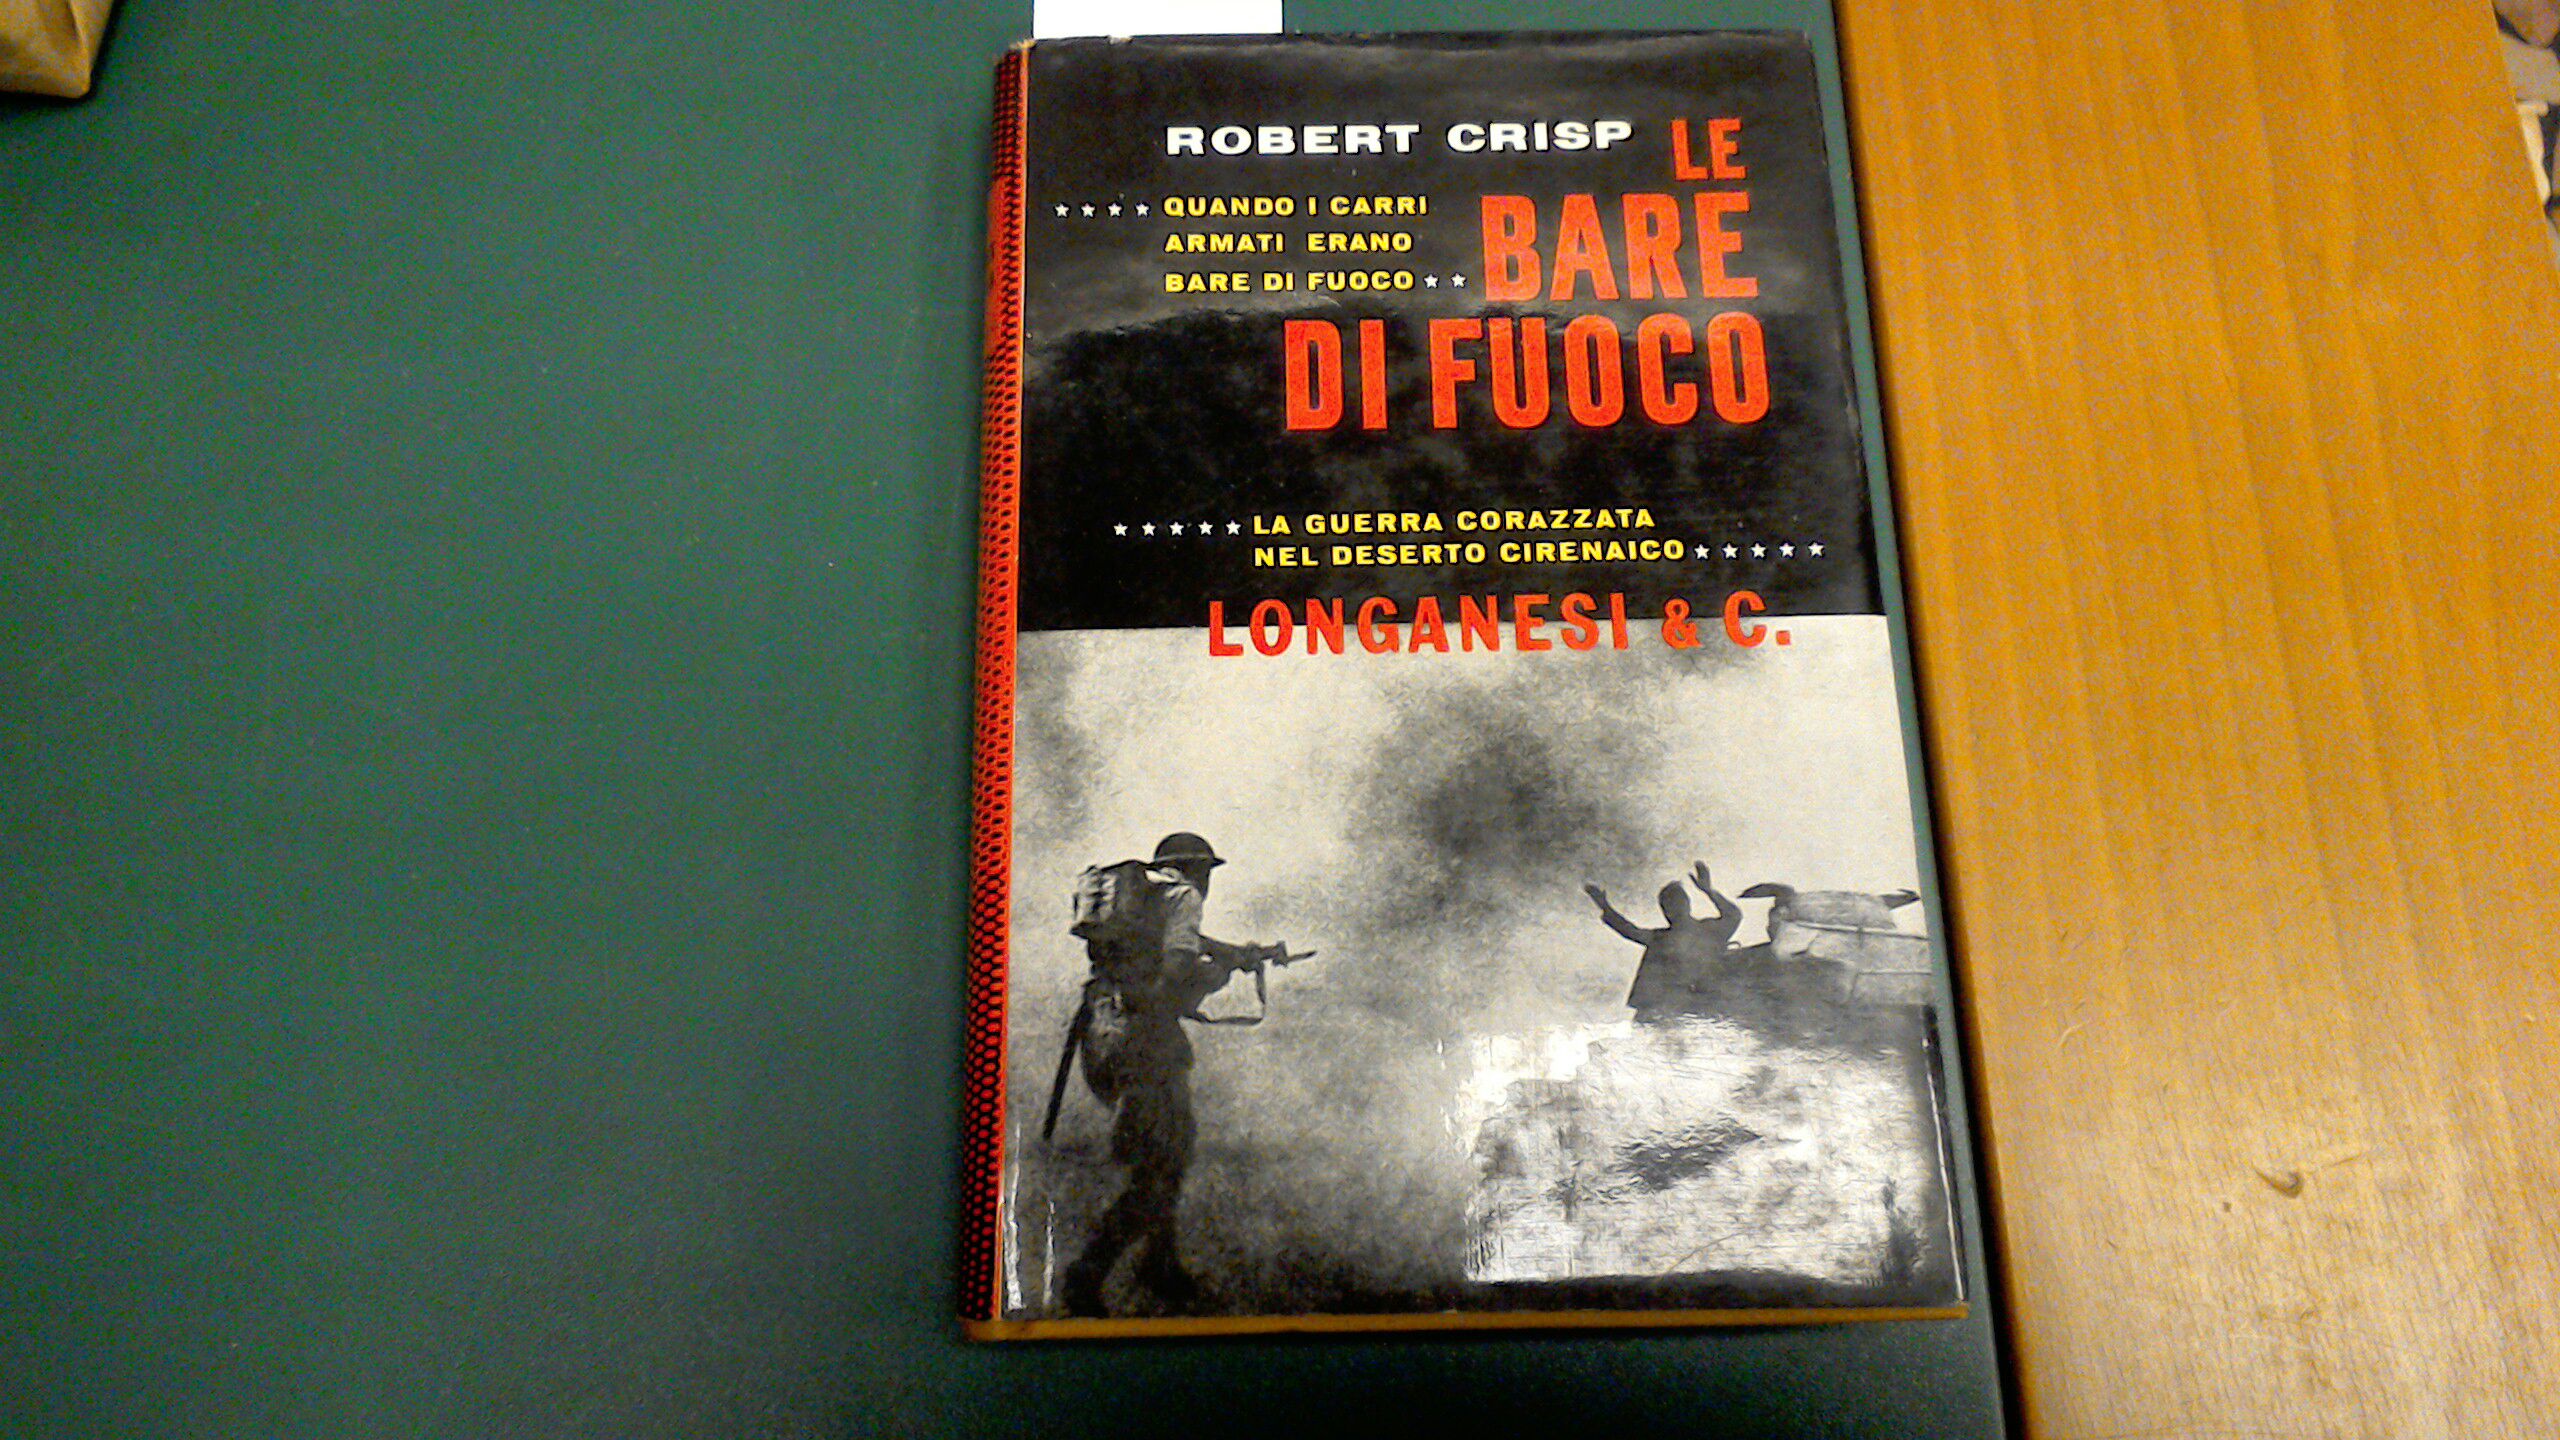 ROBERT CRISP
LE
BARE
DI FUOCO
QUANDO I CARRI
ARMATI ERANO
BARE DI FUOCO
LA GUERRA CORAZZATA
NEL DESERTO CIRENAICO
LONGANESI & C.